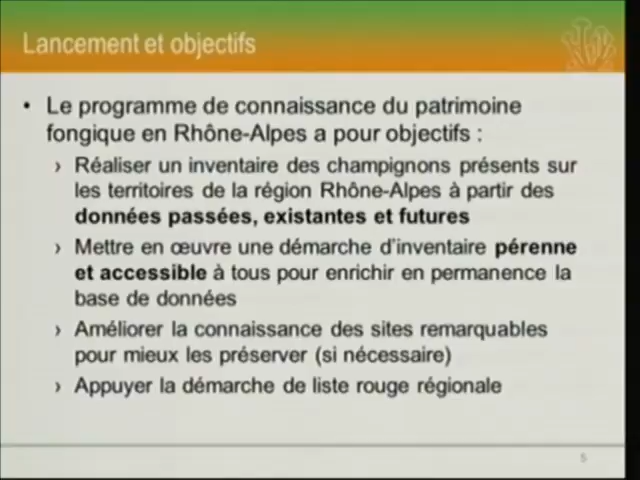 Lancement et objectifs
• Le programme de connaissance du patrimoine
fongique en Rhône-Alpes a pour objectifs :
› Réaliser un inventaire des champignons présents sur
les territoires de la région Rhône-Alpes à partir des
données passées, existantes et futures
› Mettre en œuvre une démarche d'inventaire pérenne
et accessible à tous pour enrichir en permanence la
base de données
› Améliorer la connaissance des sites remarquables
pour mieux les préserver (si nécessaire)
› Appuyer la démarche de liste rouge régionale
5